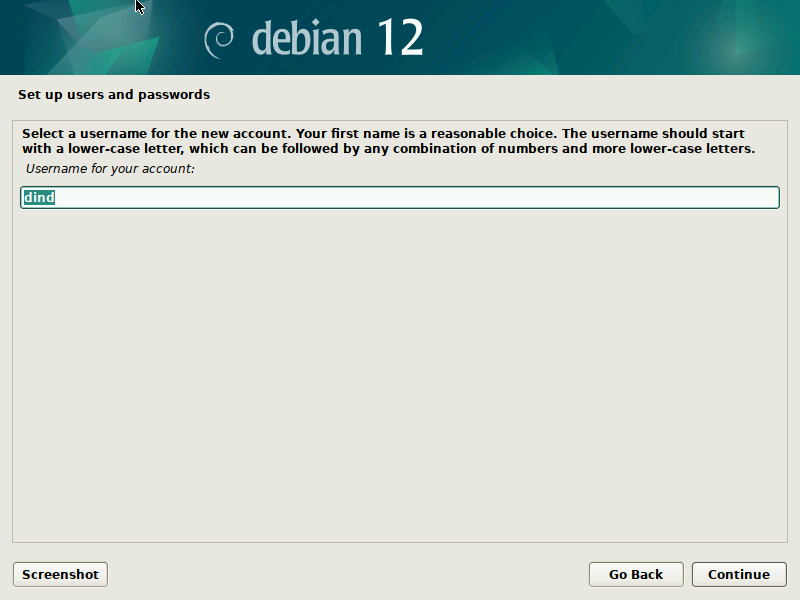 debian 12
Set up users and passwords
Select a username for the new account. Your first name is a reasonable choice. The username should start
with a lower-case letter, which can be followed by any combination of numbers and more lower-case letters.
Username for your account:
dind
Screenshot
Go Back
Continue